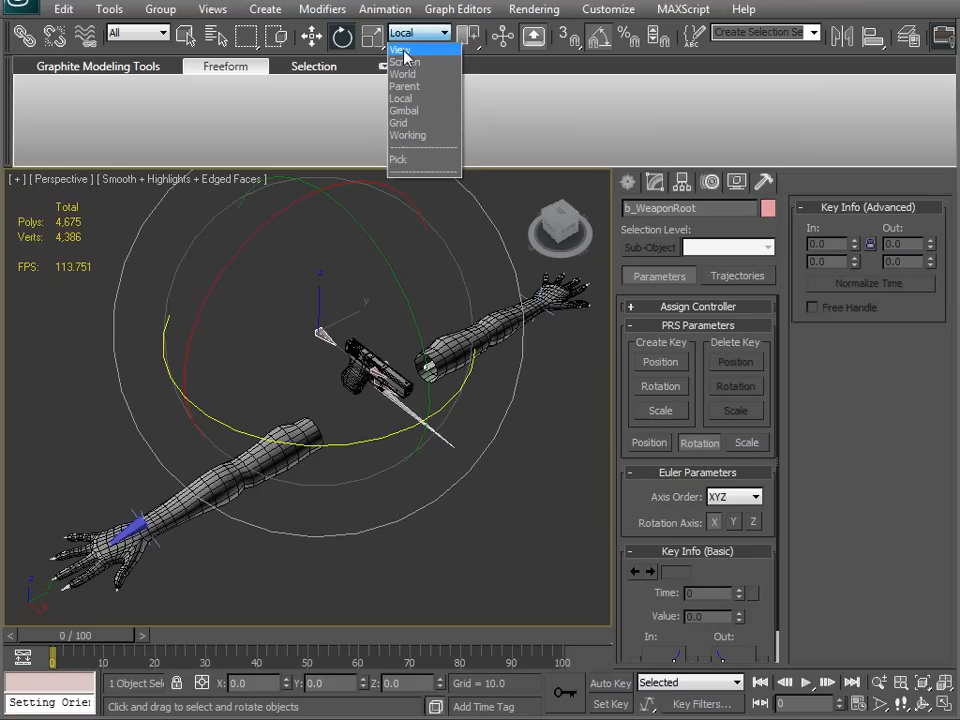 Edit Tools Group Views Create Modifiers Animation Graph Editors Rendering Customize MAXScript Help
All Local 3 % Create Selection Se
Graphite Modeling Tools Freeform Selection
View
Screen
World
Parent
Local
Gimbal
Grid
Working
Pick
[ + ] [ Perspective ] [ Smooth + Highlights + Edged Faces ]
Total
Polys: 4,675
Verts: 4,386
FPS: 113.751
z
y
z
x
b_WeaponRoot
Selection Level:
Sub-Object
Parameters Trajectories
+ Assign Controller
- PRS Parameters
Create Key Delete Key
Position Position
Rotation Rotation
Scale Scale
Position Rotation Scale
- Euler Parameters
Axis Order: XYZ
Rotation Axis: X Y Z
- Key Info (Basic)
Time: 0
Value: 0.0
In: Out:
- Key Info (Advanced)
In: Out:
0.0 0.0
0.0 0.0
Normalize Time
Free Handle
< 0 / 100 >
0 10 20 30 40 50 60 70 80 90 100
1 Object Sel X: 0.0 Y: 0.0 Z: 0.0 Grid = 10.0 Auto Key Selected
Setting Orie Click and drag to select and rotate objects Add Time Tag Set Key Key Filters... 0